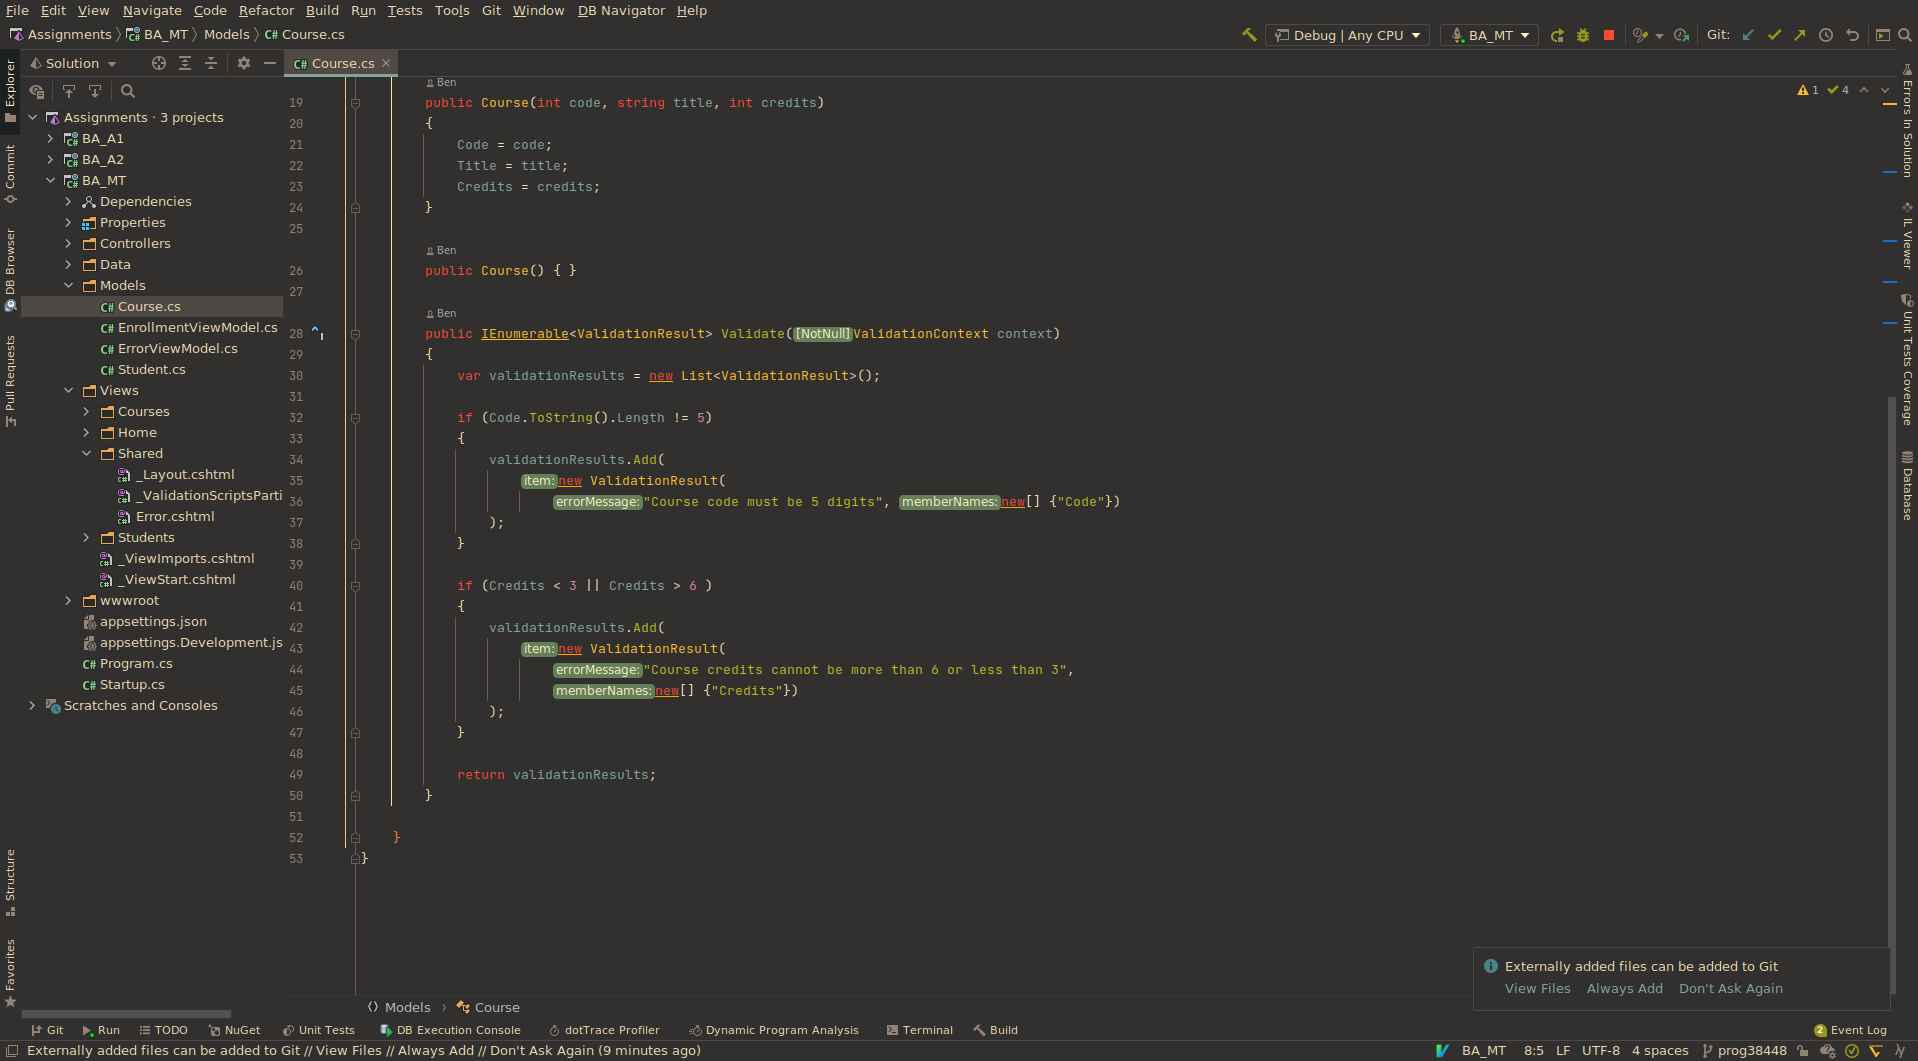 File Edit View Navigate Code Refactor Build Run Tests Tools Git Window DB Navigator Help
Assignments BA_MT Models C# Course.cs
Debug | Any CPU BA_MT Git:
Solution
C# Course.cs
Explorer
Commit
DB Browser
Pull Requests
Structure
Favorites
Assignments · 3 projects
BA_A1
BA_A2
BA_MT
Dependencies
Properties
Controllers
Data
Models
C# Course.cs
C# EnrollmentViewModel.cs
C# ErrorViewModel.cs
C# Student.cs
Views
Courses
Home
Shared
_Layout.cshtml
_ValidationScriptsParti
Error.cshtml
Students
_ViewImports.cshtml
_ViewStart.cshtml
wwwroot
appsettings.json
appsettings.Development.js
C# Program.cs
C# Startup.cs
Scratches and Consoles
Ben
19 public Course(int code, string title, int credits)
20 {
21 Code = code;
22 Title = title;
23 Credits = credits;
24 }
25
Ben
26 public Course() { }
27
Ben
28 public IEnumerable<ValidationResult> Validate([NotNull]ValidationContext context)
29 {
30 var validationResults = new List<ValidationResult>();
31
32 if (Code.ToString().Length != 5)
33 {
34 validationResults.Add(
35 item:new ValidationResult(
36 errorMessage:"Course code must be 5 digits", memberNames:new[] {"Code"})
37 );
38 }
39
40 if (Credits < 3 || Credits > 6 )
41 {
42 validationResults.Add(
43 item:new ValidationResult(
44 errorMessage:"Course credits cannot be more than 6 or less than 3",
45 memberNames:new[] {"Credits"})
46 );
47 }
48
49 return validationResults;
50 }
51
52 }
53 }
1 4
Errors In Solution
IL Viewer
Unit Tests Coverage
Database
Externally added files can be added to Git
View Files Always Add Don't Ask Again
Models Course
Git Run TODO NuGet Unit Tests DB Execution Console dotTrace Profiler Dynamic Program Analysis Terminal Build 2 Event Log
Externally added files can be added to Git // View Files // Always Add // Don't Ask Again (9 minutes ago) BA_MT 8:5 LF UTF-8 4 spaces prog38448